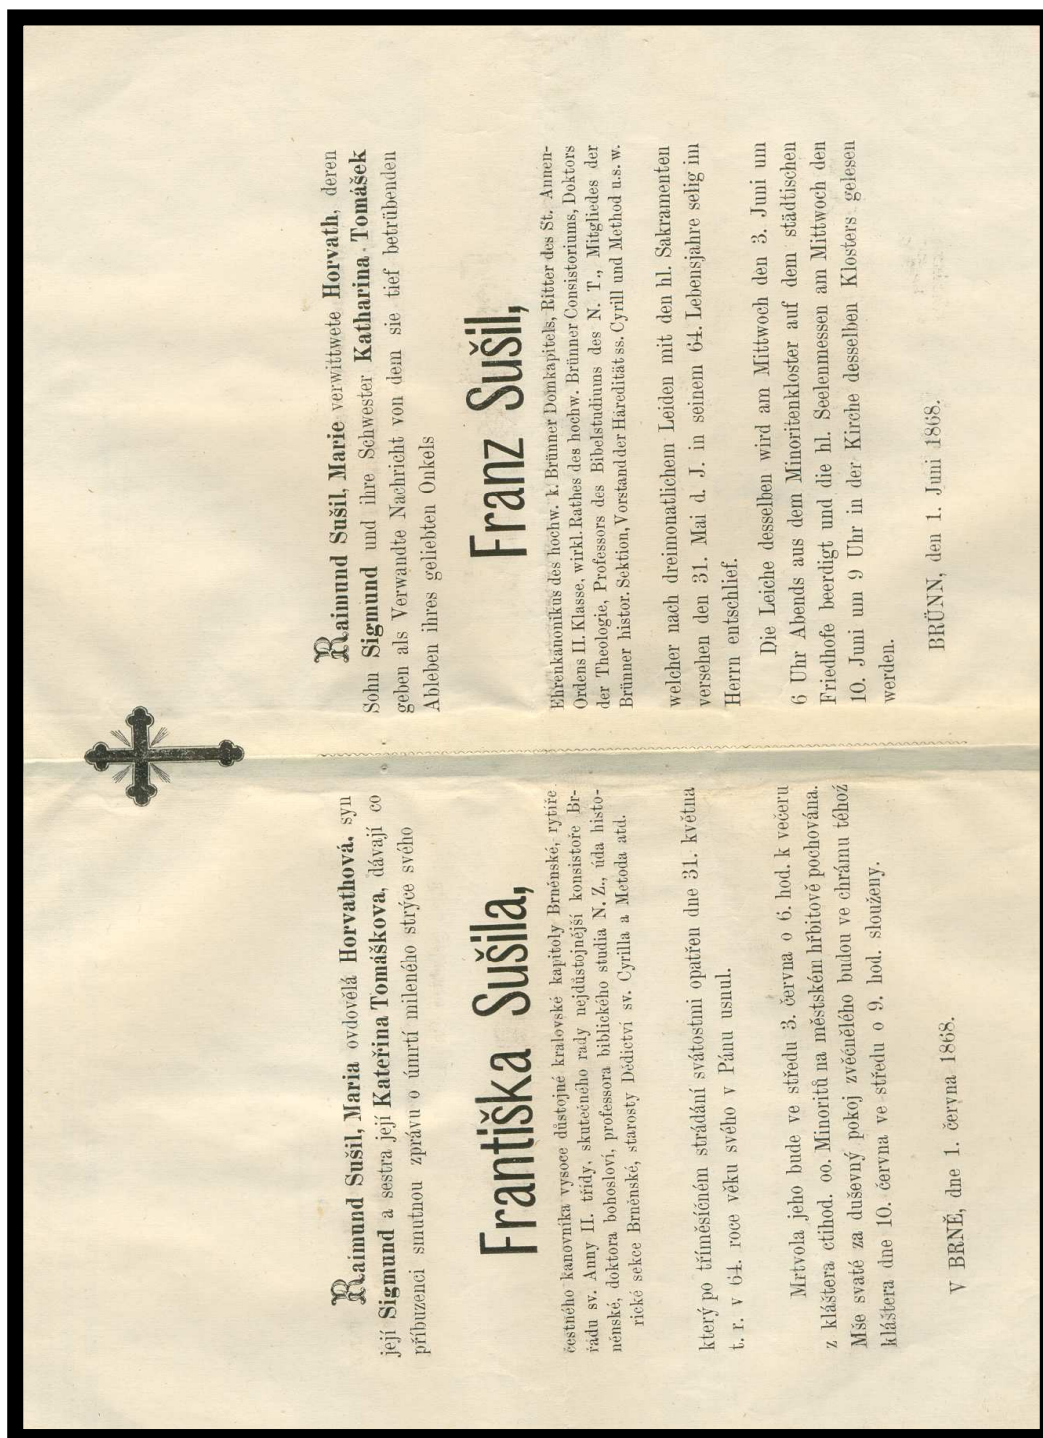 Raimund Sušil, Maria ovdovělá Horvathová, syn
její Sigmund a sestra její Kateřina Tomáškova, dávají co
příbuzenci smutnou zprávu o úmrtí mileného strýce svého
Františka Sušila,
čestného kanovníka vysoce důstojné kralovské kapitoly Brněnské, rytíře
řádu sv. Anny II. třídy, skutečného rady nejdůstojnější konsistoře Br-
něnské, doktora bohosloví, professora biblického studia N. Z., úda histo-
rické sekce Brněnské, starosty Dědictví sv. Cyrilla a Metoda atd.
který po tříměsíčném strádání svátostmi opatřen dne 31. května
t. r. v 64. roce věku svého v Pánu usnul.
Mrtvola jeho bude ve středu 3. června o 6. hod. k večeru
z kláštera ctihod. oo. Minoritů na městském hřbitově pochována.
Mše svaté za duševný pokoj zvěčnělého budou ve chrámu téhož
kláštera dne 10. června ve středu o 9. hod. slouženy.
V BRNĚ, dne 1. června 1868.
Raimund Sušil, Marie verwittwete Horvath, deren
Sohn Sigmund und ihre Schwester Katharina Tomášek
geben als Verwandte Nachricht von dem sie tief betrübenden
Ableben ihres geliebten Onkels
Franz Sušil,
Ehrenkanonikus des hochw. k. Brünner Domkapitels, Ritter des St. Annen-
Ordens II. Klasse, wirkl. Rathes des hochw. Brünner Consistoriums, Doktors
der Theologie, Professors des Bibelstudiums des N. T., Mitgliedes der
Brünner histor. Sektion, Vorstand der Häredität ss. Cyrill und Method u. s. w.
welcher nach dreimonatlichem Leiden mit den hl. Sakramenten
versehen den 31. Mai d. J. in seinem 64. Lebensjahre selig im
Herrn entschlief.
Die Leiche desselben wird am Mittwoch den 3. Juni um
6 Uhr Abends aus dem Minoritenkloster auf dem städtischen
Friedhofe beerdigt und die hl. Seelenmessen am Mittwoch den
10. Juni um 9 Uhr in der Kirche desselben Klosters gelesen
werden.
BRÜNN, den 1. Juni 1868.